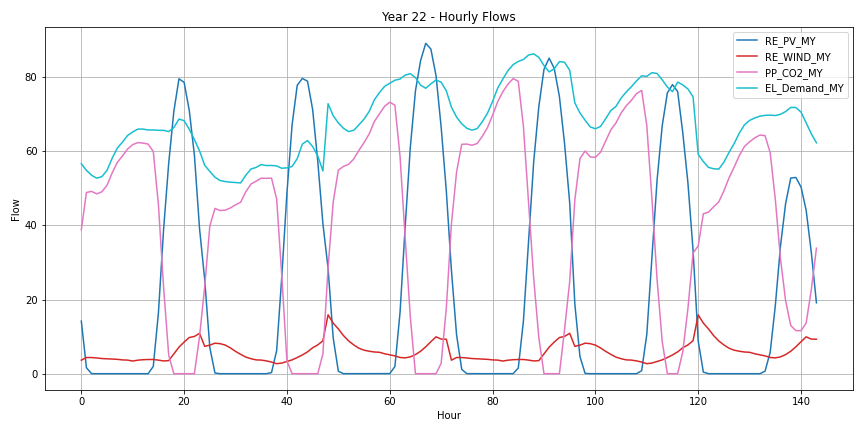 Year 22 - Hourly Flows
RE_PV_MY
RE_WIND_MY
PP_CO2_MY
EL_Demand_MY
Flow
80
60
40
20
0
0 20 40 60 80 100 120 140
Hour